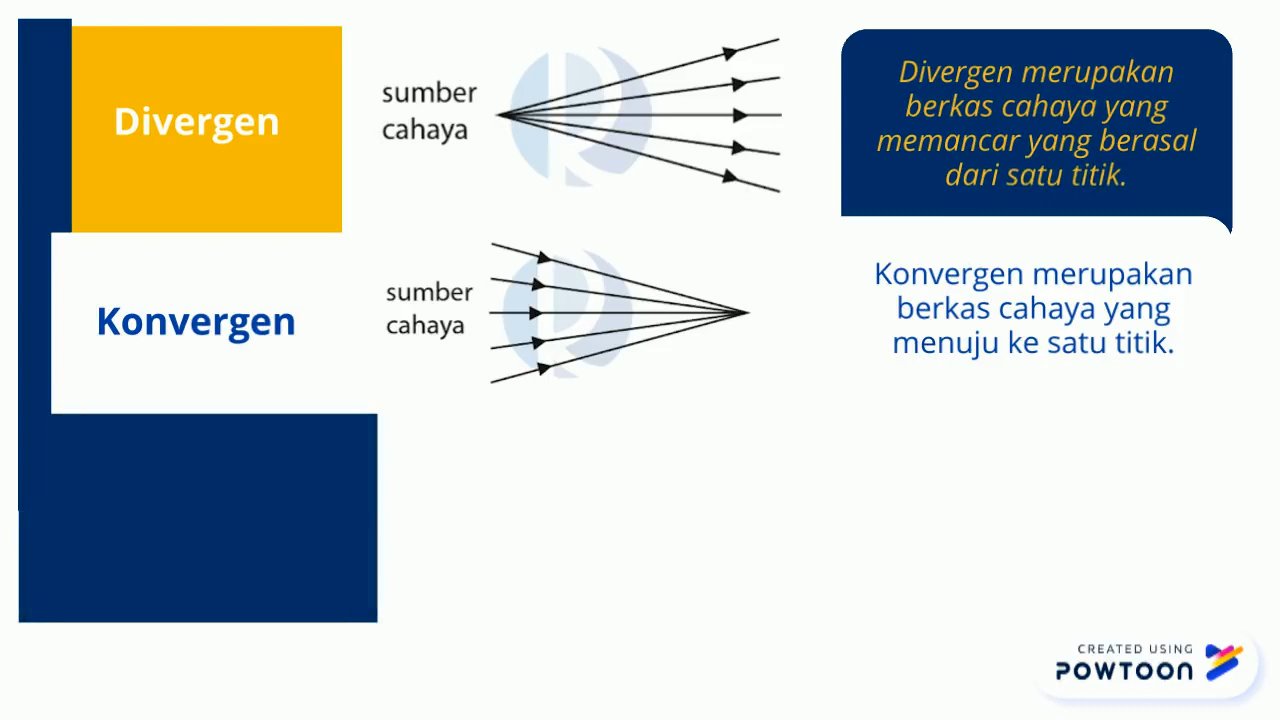 Divergen
sumber
cahaya
Divergen merupakan
berkas cahaya yang
memancar yang berasal
dari satu titik.
Konvergen
sumber
cahaya
Konvergen merupakan
berkas cahaya yang
menuju ke satu titik.
CREATED USING
POWTOON